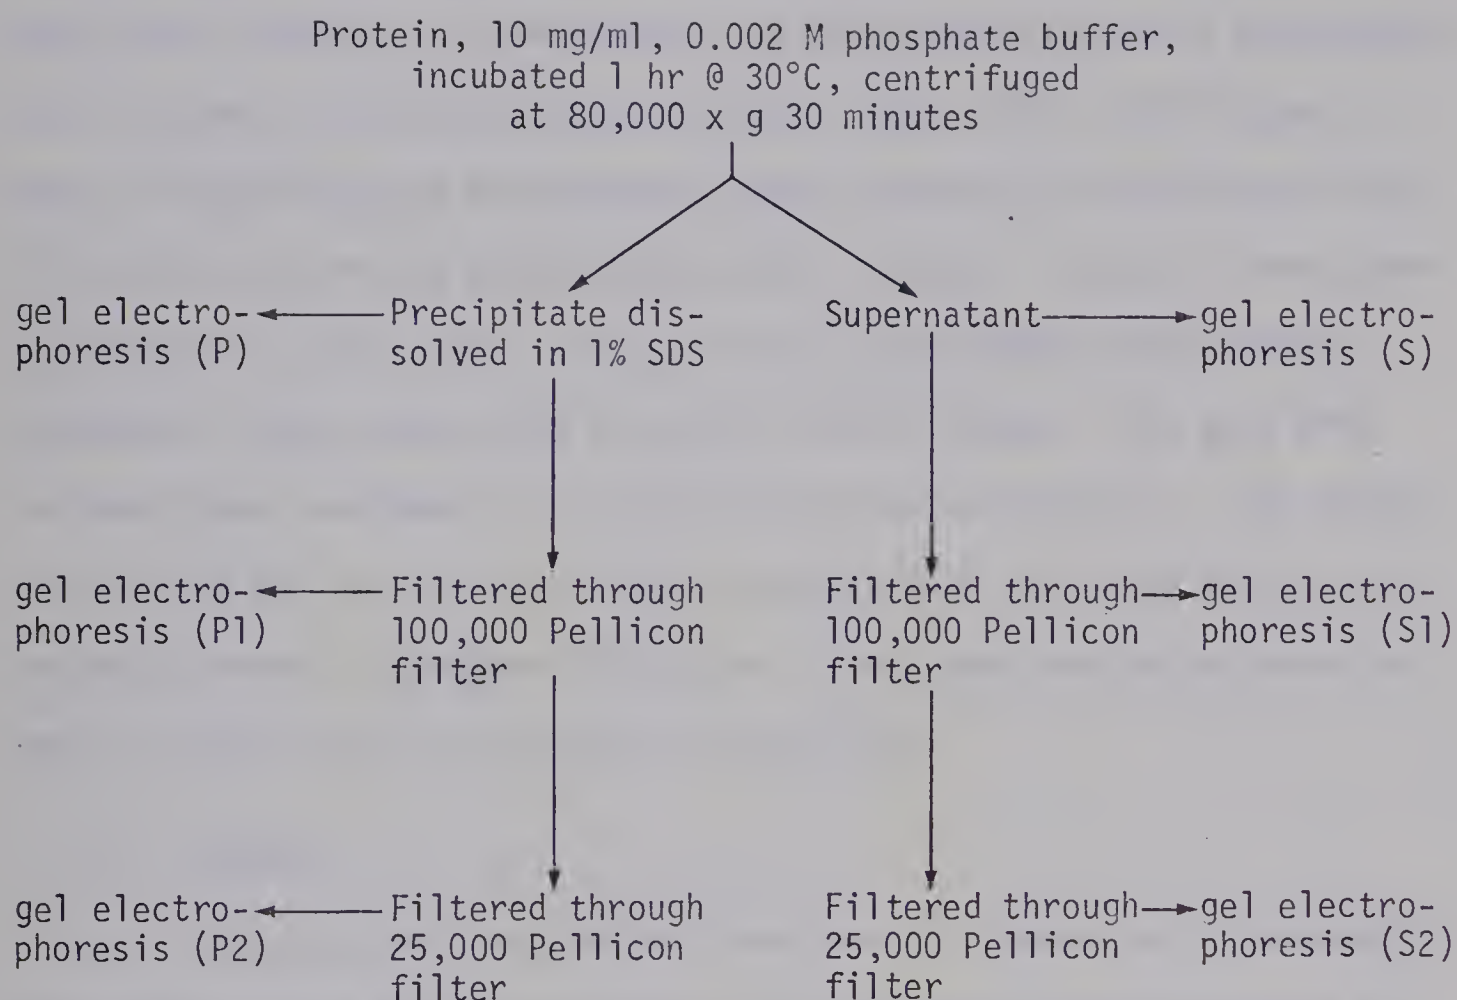 Protein, 10 mg/ml, 0.002 M phosphate buffer,
incubated 1 hr @ 30°C, centrifuged
at 80,000 x g 30 minutes
gel electro-
phoresis (P)
Precipitate dis-
solved in 1% SDS
Supernatant
gel electro-
phoresis (S)
gel electro-
phoresis (P1)
Filtered through
100,000 Pellicon
filter
Filtered through
100,000 Pellicon
filter
gel electro-
phoresis (S1)
gel electro-
phoresis (P2)
Filtered through
25,000 Pellicon
filter
Filtered through
25,000 Pellicon
filter
gel electro-
phoresis (S2)